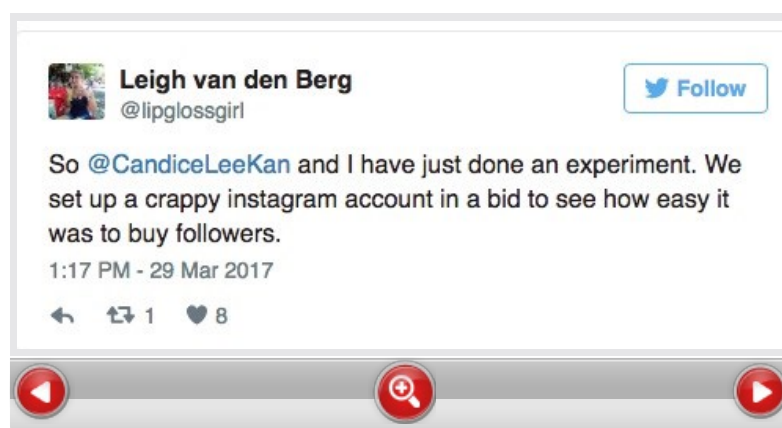 Leigh van den Berg
@lipglossgirl
Follow
So @CandiceLeeKan and I have just done an experiment. We
set up a crappy instagram account in a bid to see how easy it
was to buy followers.
1:17 PM - 29 Mar 2017
1 8